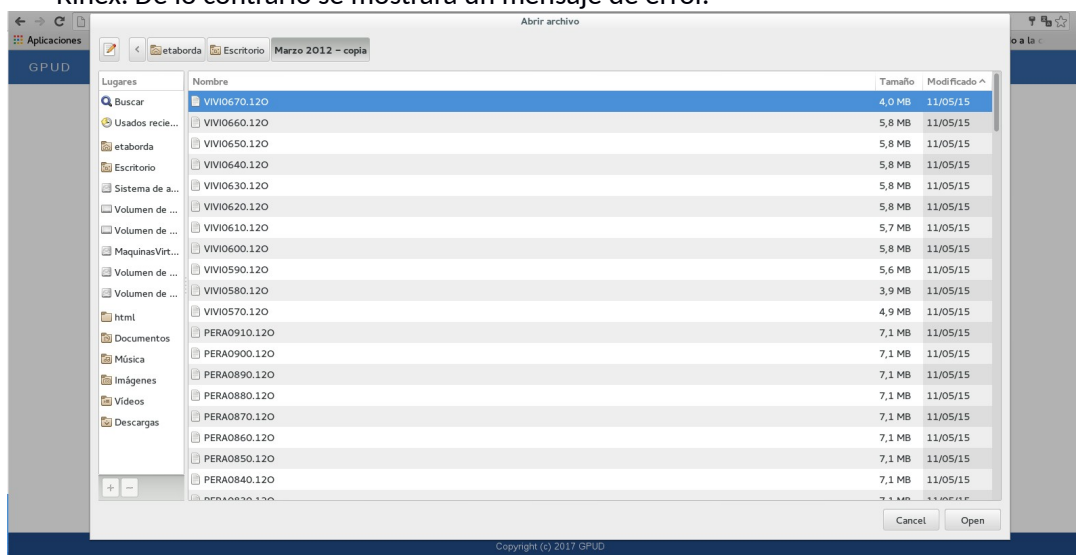 Rinex. De lo contrario se mostrará un mensaje de error.
Abrir archivo
Aplicaciones
o a la c
GPUD
etaborda Escritorio Marzo 2012 - copia
Lugares
Buscar
Usados recie...
etaborda
Escritorio
Sistema de a...
Volumen de ...
Volumen de ...
MaquinasVirt...
Volumen de ...
Volumen de ...
html
Documentos
Música
Imágenes
Vídeos
Descargas
Nombre Tamaño Modificado
VIVI0670.12O 4,0 MB 11/05/15
VIVI0660.12O 5,8 MB 11/05/15
VIVI0650.12O 5,8 MB 11/05/15
VIVI0640.12O 5,8 MB 11/05/15
VIVI0630.12O 5,8 MB 11/05/15
VIVI0620.12O 5,8 MB 11/05/15
VIVI0610.12O 5,7 MB 11/05/15
VIVI0600.12O 5,8 MB 11/05/15
VIVI0590.12O 5,6 MB 11/05/15
VIVI0580.12O 3,9 MB 11/05/15
VIVI0570.12O 4,9 MB 11/05/15
PERA0910.12O 7,1 MB 11/05/15
PERA0900.12O 7,1 MB 11/05/15
PERA0890.12O 7,1 MB 11/05/15
PERA0880.12O 7,1 MB 11/05/15
PERA0870.12O 7,1 MB 11/05/15
PERA0860.12O 7,1 MB 11/05/15
PERA0850.12O 7,1 MB 11/05/15
PERA0840.12O 7,1 MB 11/05/15
PERA0830.12O 7,1 MB 11/05/15
Cancel Open
Copyright (c) 2017 GPUD